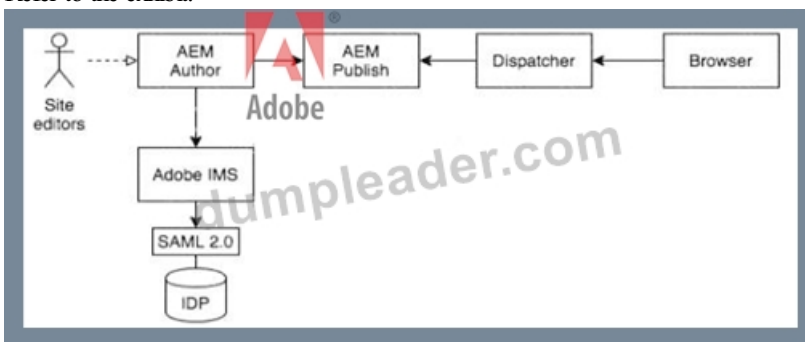 Refer to the exhibit.
®
Site
editors
AEM
Author
AEM
Publish
Dispatcher
Browser
Adobe
Adobe IMS
SAML 2.0
IDP
dumpleader.com